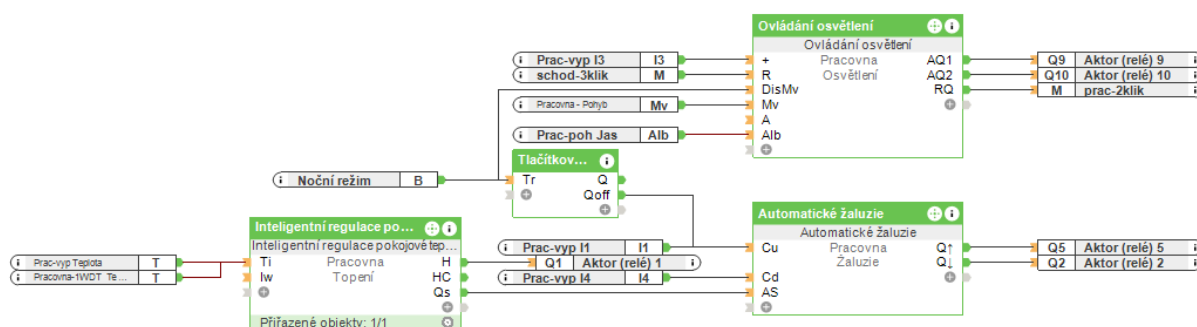 Ovládání osvětlení
Ovládání osvětlení
Prac-vyp I3 I3 + Pracovna AQ1 Q9 Aktor (relé) 9
schod-3klik M R Osvětlení AQ2 Q10 Aktor (relé) 10
DisMv RQ M prac-2klik
Pracovna - Pohyb Mv Mv
A
Prac-poh Jas Alb Alb
Tlačítkov...
Noční režim B Tr Q
Qoff
Automatické žaluzie
Inteligentní regulace po...
Automatické žaluzie
Inteligentní regulace pokojové tep...
Prac-vyp I1 I1 Cu Pracovna Q↑ Q5 Aktor (relé) 5
Prac-vyp Teplota T Ti Pracovna H Q1 Aktor (relé) 1 Žaluzie Q↓ Q2 Aktor (relé) 2
Pracovna-1WDT Te... T Iw Topení HC Prac-vyp I4 I4 Cd
Qs AS
Přiřazené objekty: 1/1